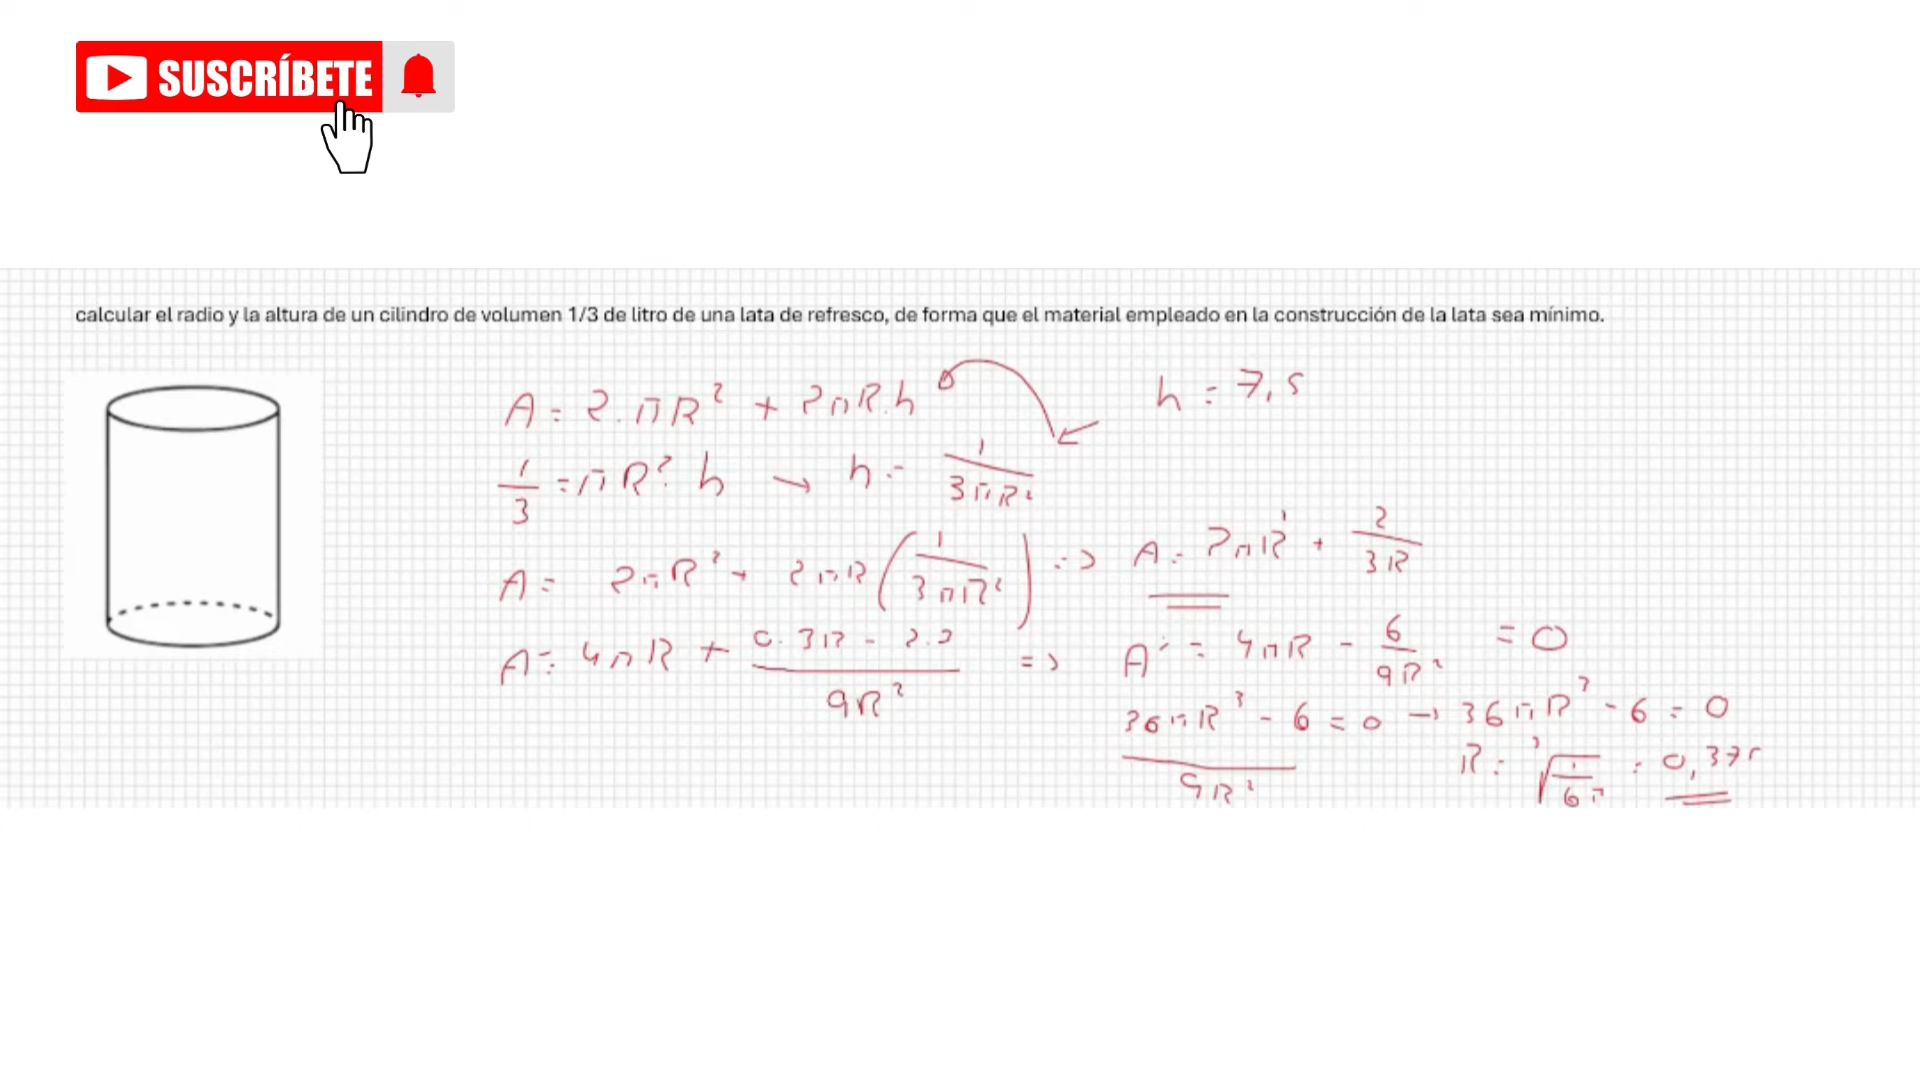 SUSCRÍBETE
calcular el radio y la altura de un cilindro de volumen 1/3 de litro de una lata de refresco, de forma que el material empleado en la construcción de la lata sea mínimo.
A = 2.πR² + 2πR.h
h = 7,5
1/3 = πR² h → h = 1/(3πR²)
A = 2πR² + 2πR (1/(3πR²)) => A = 2πR² + 2/(3R)
A' = 4πR + (0.3R - 2.3)/(9R²) => A' = 4πR - 6/(9R²) = 0
(36πR³ - 6)/(9R²) = 0 → 36πR³ - 6 = 0
R = ³√(1/(6π)) = 0,375